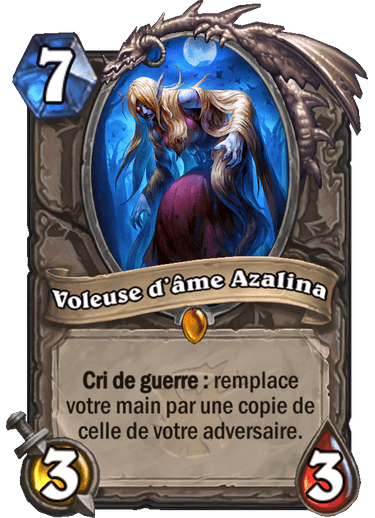 7
Voleuse d'âme Azalina
Cri de guerre : remplace
votre main par une copie de
celle de votre adversaire.
3
3